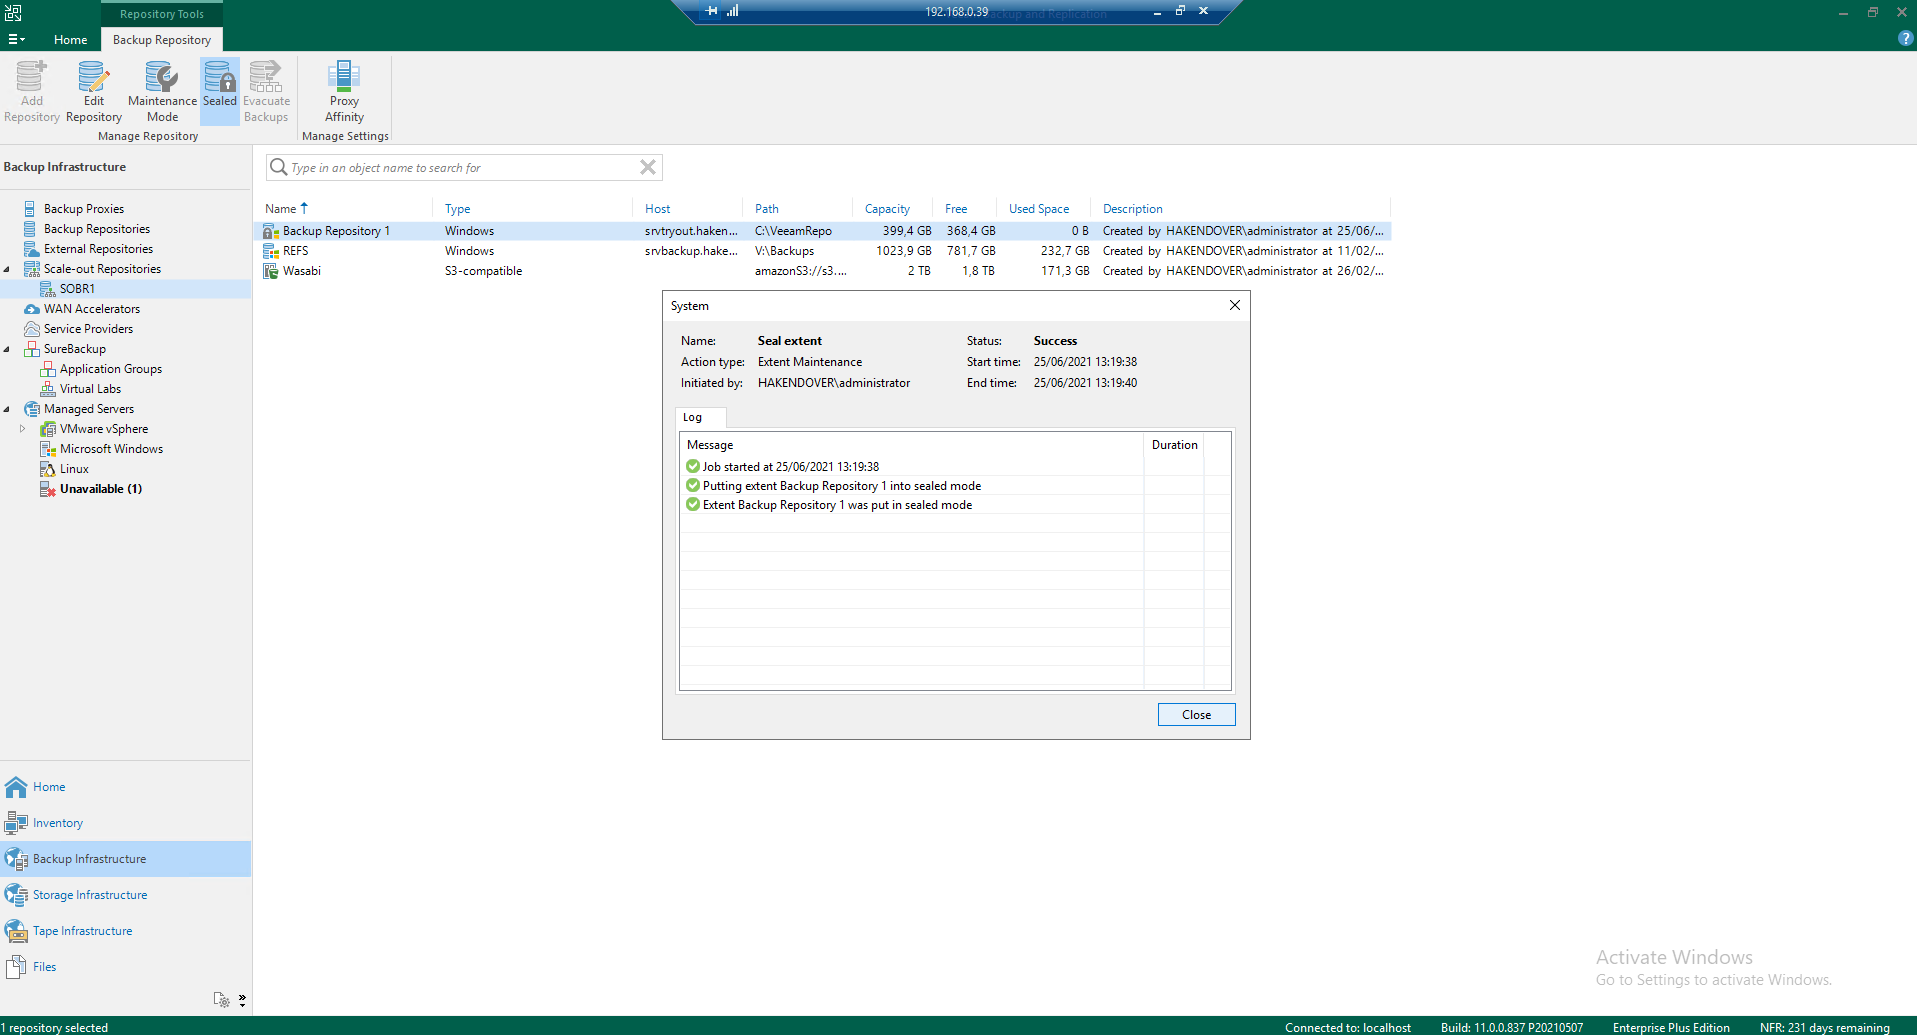 Repository Tools
192.168.0.39
Backup and Replication
Home
Backup Repository
Add Repository
Edit Repository
Maintenance Mode
Sealed
Evacuate Backups
Proxy Affinity
Manage Repository
Manage Settings
Backup Infrastructure
Type in an object name to search for
Backup Proxies
Backup Repositories
External Repositories
Scale-out Repositories
SOBR1
WAN Accelerators
Service Providers
SureBackup
Application Groups
Virtual Labs
Managed Servers
VMware vSphere
Microsoft Windows
Linux
Unavailable (1)
Name Type Host Path Capacity Free Used Space Description
Backup Repository 1 Windows srvtryout.haken... C:\VeeamRepo 399,4 GB 368,4 GB 0 B Created by HAKENDOVER\administrator at 25/06/...
REFS Windows srvbackup.hake... V:\Backups 1023,9 GB 781,7 GB 232,7 GB Created by HAKENDOVER\administrator at 11/02/...
Wasabi S3-compatible amazonS3://s3.... 2 TB 1,8 TB 171,3 GB Created by HAKENDOVER\administrator at 26/02/...
System
Name: Seal extent Status: Success
Action type: Extent Maintenance Start time: 25/06/2021 13:19:38
Initiated by: HAKENDOVER\administrator End time: 25/06/2021 13:19:40
Log
Message Duration
Job started at 25/06/2021 13:19:38
Putting extent Backup Repository 1 into sealed mode
Extent Backup Repository 1 was put in sealed mode
Close
Home
Inventory
Backup Infrastructure
Storage Infrastructure
Tape Infrastructure
Files
Activate Windows
Go to Settings to activate Windows.
1 repository selected
Connected to: localhost Build: 11.0.0.837 P20210507 Enterprise Plus Edition NFR: 231 days remaining